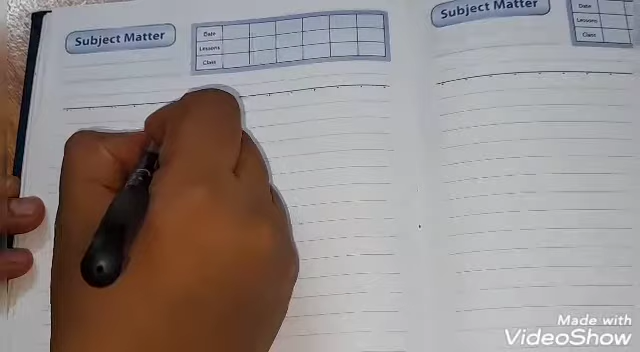 Subject Matter
Date
Lessons
Class
Subject Matter
Date
Lessons
Class
Made with
VideoShow